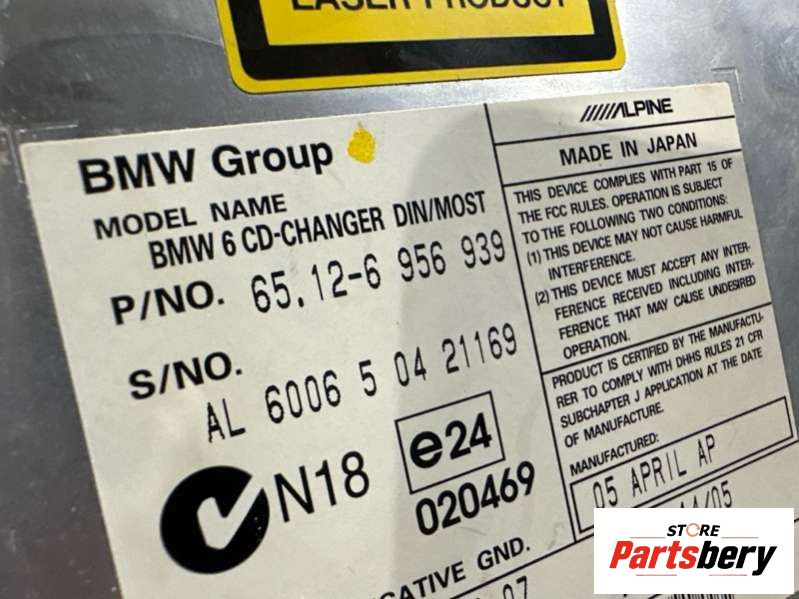 LASER PRODUCT
BMW Group
MODEL NAME
BMW 6 CD-CHANGER DIN/MOST
P/NO. 65.12-6 956 939
S/NO.
AL 6006 5 04 21169
N18
e24
020469
/////ALPINE
MADE IN JAPAN
THIS DEVICE COMPLIES WITH PART 15 OF
THE FCC RULES. OPERATION IS SUBJECT
TO THE FOLLOWING TWO CONDITIONS:
(1) THIS DEVICE MAY NOT CAUSE HARMFUL
INTERFERENCE.
(2) THIS DEVICE MUST ACCEPT ANY INTER-
FERENCE RECEIVED INCLUDING INTER-
FERENCE THAT MAY CAUSE UNDESIRED
OPERATION.
PRODUCT IS CERTIFIED BY THE MANUFACTU-
RER TO COMPLY WITH DHHS RULES 21 CFR
SUBCHAPTER J APPLICATION AT THE DATE
OF MANUFACTURE.
MANUFACTURED:
05 APRIL AP
GND.
07
STORE
Partsbery